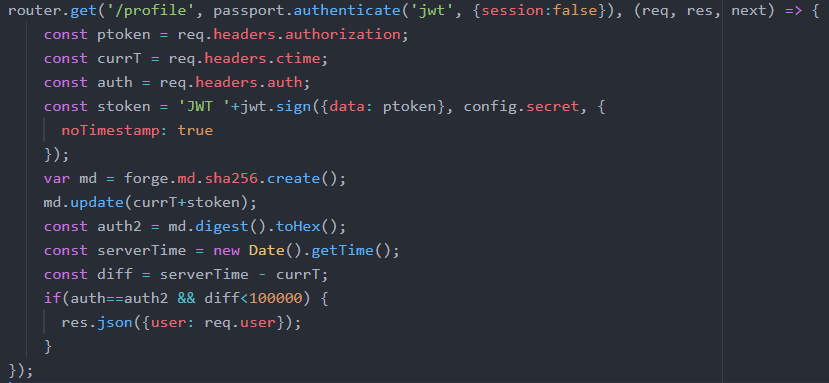 router.get('/profile', passport.authenticate('jwt', {session:false}), (req, res, next) => {
const ptoken = req.headers.authorization;
const currT = req.headers.ctime;
const auth = req.headers.auth;
const stoken = 'JWT '+jwt.sign({data: ptoken}, config.secret, {
noTimestamp: true
});
var md = forge.md.sha256.create();
md.update(currT+stoken);
const auth2 = md.digest().toHex();
const serverTime = new Date().getTime();
const diff = serverTime - currT;
if(auth==auth2 && diff<100000) {
res.json({user: req.user});
}
});